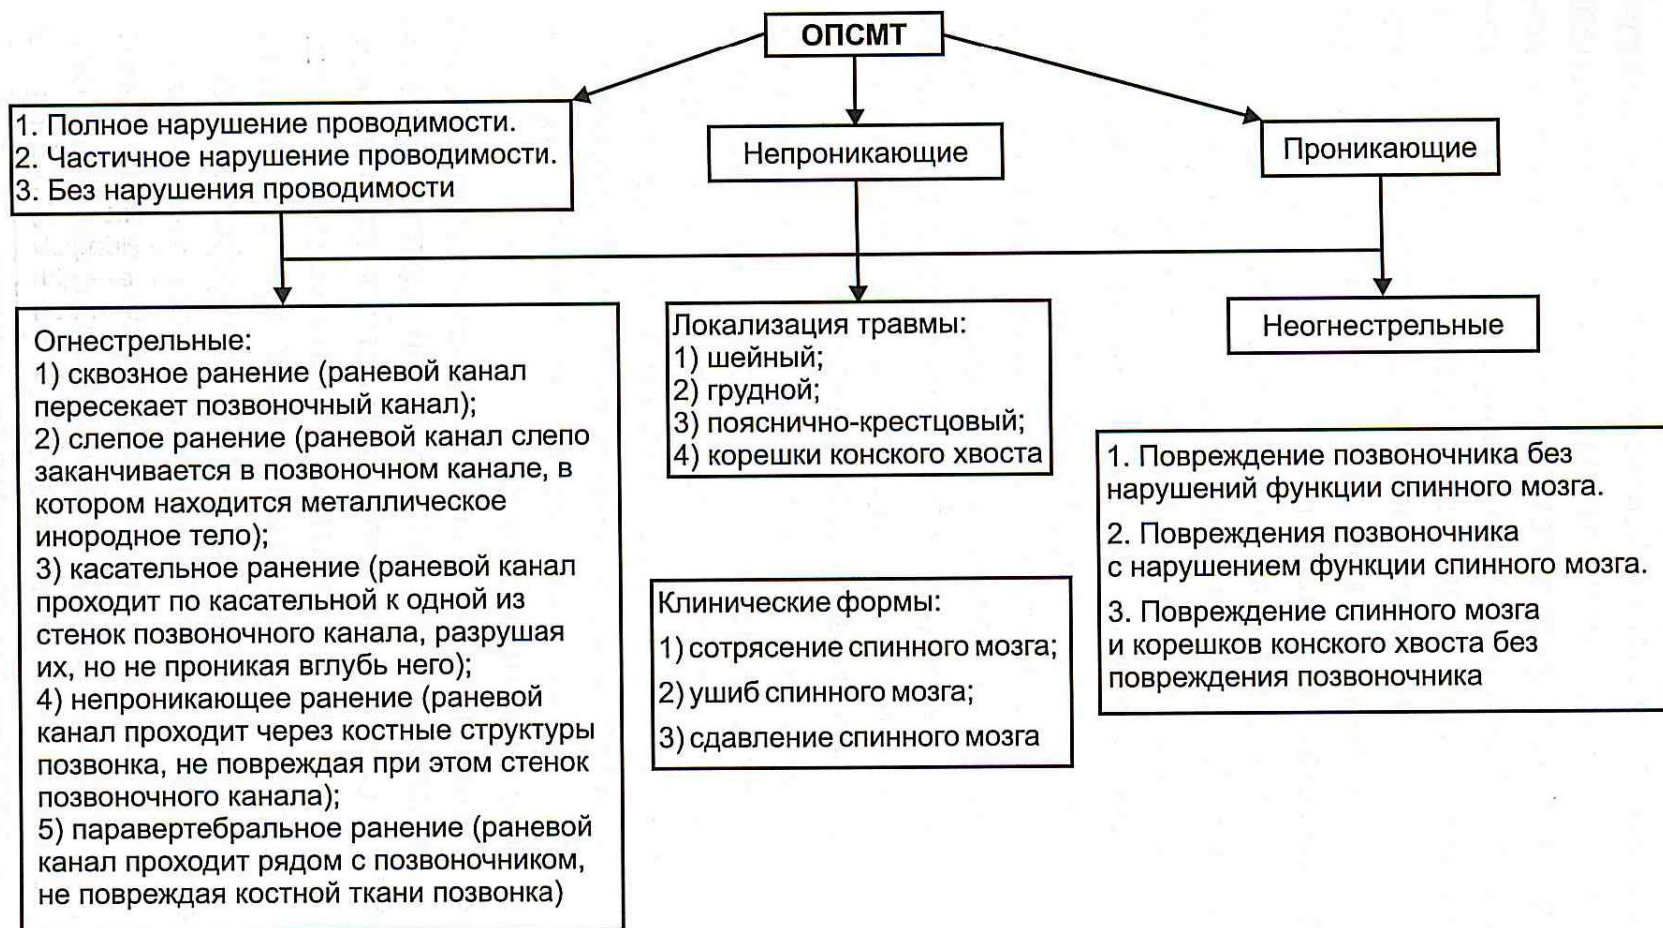 ОПСМТ
1. Полное нарушение проводимости.
2. Частичное нарушение проводимости.
3. Без нарушения проводимости
Непроникающие
Проникающие
Огнестрельные:
1) сквозное ранение (раневой канал
пересекает позвоночный канал);
2) слепое ранение (раневой канал слепо
заканчивается в позвоночном канале, в
котором находится металлическое
инородное тело);
3) касательное ранение (раневой канал
проходит по касательной к одной из
стенок позвоночного канала, разрушая
их, но не проникая вглубь него);
4) непроникающее ранение (раневой
канал проходит через костные структуры
позвонка, не повреждая при этом стенок
позвоночного канала);
5) паравертебральное ранение (раневой
канал проходит рядом с позвоночником,
не повреждая костной ткани позвонка)
Локализация травмы:
1) шейный;
2) грудной;
3) пояснично-крестцовый;
4) корешки конского хвоста
Клинические формы:
1) сотрясение спинного мозга;
2) ушиб спинного мозга;
3) сдавление спинного мозга
Неогнестрельные
1. Повреждение позвоночника без
нарушений функции спинного мозга.
2. Повреждения позвоночника
с нарушением функции спинного мозга.
3. Повреждение спинного мозга
и корешков конского хвоста без
повреждения позвоночника